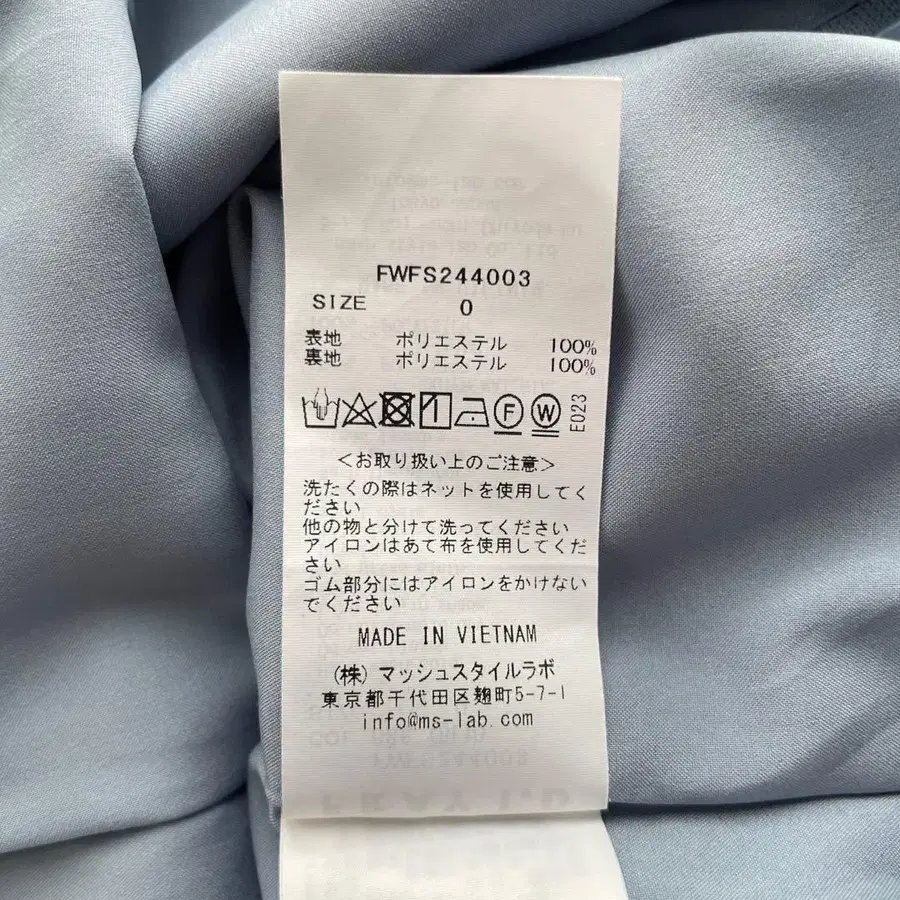 FWFS244003
SIZE 0
表地 ポリエステル 100%
裏地 ポリエステル 100%
F W E023
＜お取り扱い上のご注意＞
洗たくの際はネットを使用してく
ださい
他の物と分けて洗ってください
アイロンはあて布を使用してくだ
さい
ゴム部分にはアイロンをかけない
でください
MADE IN VIETNAM
(株) マッシュスタイルラボ
東京都千代田区麹町5-7-1
info@ms-lab.com